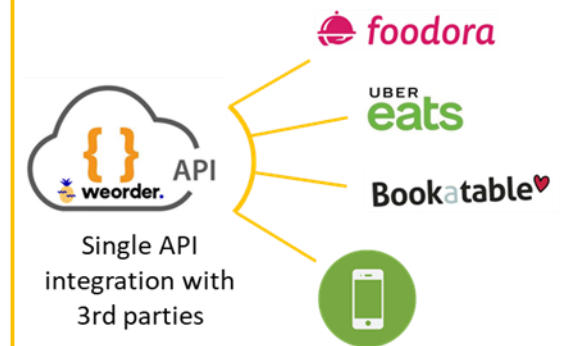 foodora
UBER
eats
{ }
API
weorder.
Bookatable
Single API
integration with
3rd parties